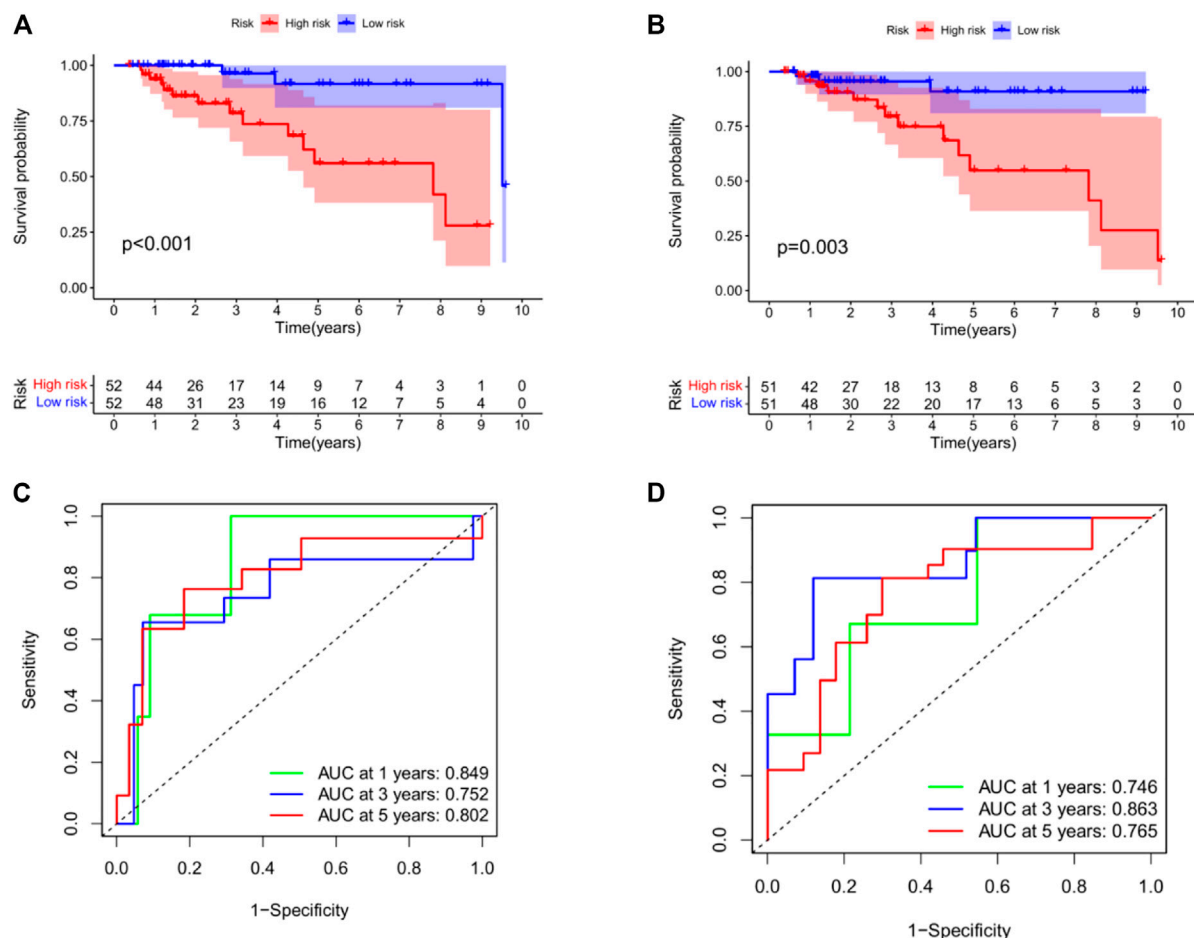 A
Risk High risk Low risk
Survival probability
1.00
0.75
0.50
0.25
0.00
p<0.001
0 1 2 3 4 5 6 7 8 9 10
Time(years)
Risk
High risk 52 44 26 17 14 9 7 4 3 1 0
Low risk 52 48 31 23 19 16 12 7 5 4 0
0 1 2 3 4 5 6 7 8 9 10
Time(years)
B
Risk High risk Low risk
Survival probability
1.00
0.75
0.50
0.25
0.00
p=0.003
0 1 2 3 4 5 6 7 8 9 10
Time(years)
Risk
High risk 51 42 27 18 13 8 6 5 3 2 0
Low risk 51 48 30 22 20 17 13 6 5 3 0
0 1 2 3 4 5 6 7 8 9 10
Time(years)
C
Sensitivity
1.0
0.8
0.6
0.4
0.2
0.0
AUC at 1 years: 0.849
AUC at 3 years: 0.752
AUC at 5 years: 0.802
0.0 0.2 0.4 0.6 0.8 1.0
1−Specificity
D
Sensitivity
1.0
0.8
0.6
0.4
0.2
0.0
AUC at 1 years: 0.746
AUC at 3 years: 0.863
AUC at 5 years: 0.765
0.0 0.2 0.4 0.6 0.8 1.0
1−Specificity